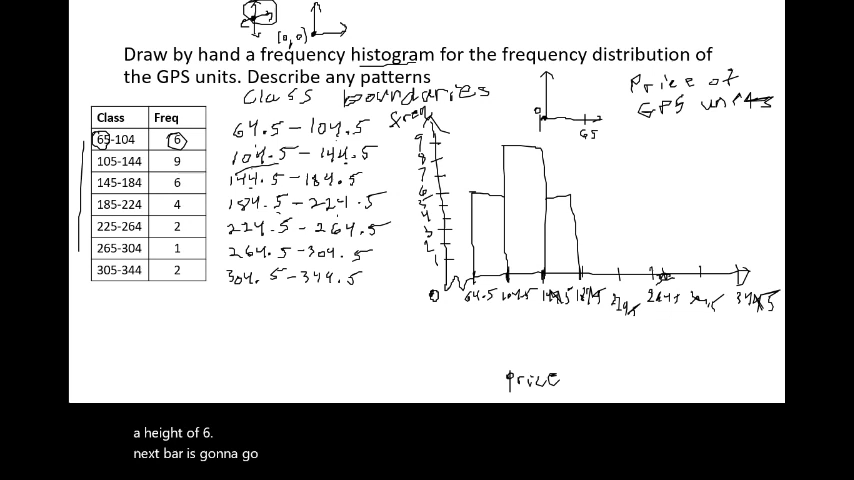 [0,0)
Draw by hand a frequency histogram for the frequency distribution of
the GPS units. Describe any patterns
Class boundaries
Price of
GPS units
0
65
Class Freq
65-104 6
105-144 9
145-184 6
185-224 4
225-264 2
265-304 1
305-344 2
64.5-104.5
104.5-144.5
144.5-184.5
184.5-224.5
224.5-264.5
264.5-304.5
304.5-344.5
freq
9
8
7
6
5
4
3
2
1
0
64.5 104.5
Price
a height of 6.
next bar is gonna go